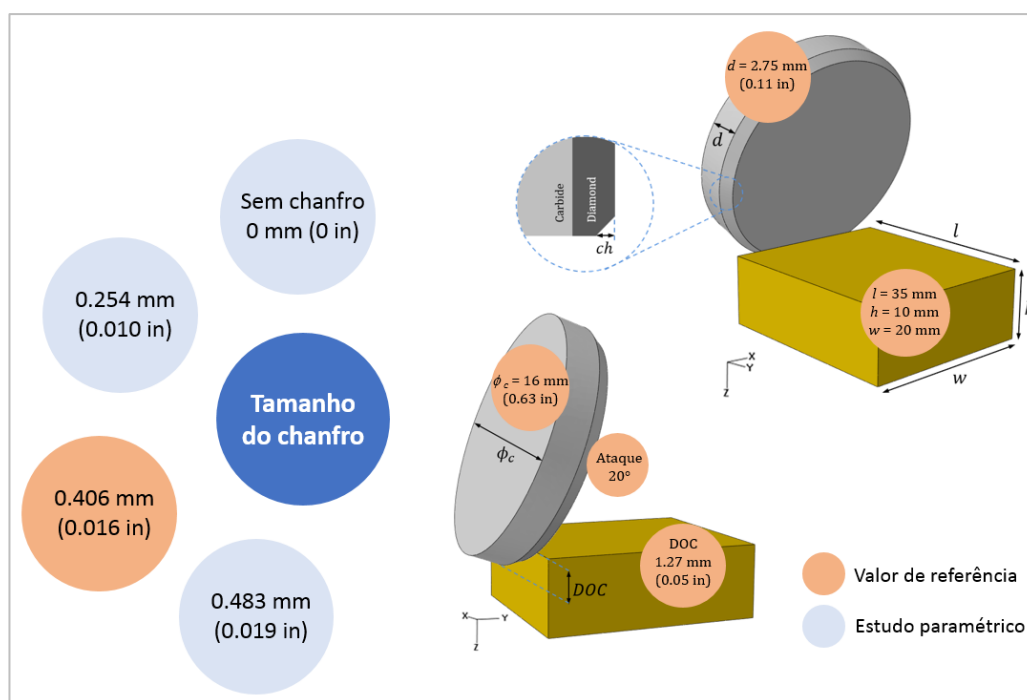 Sem chanfro
0 mm (0 in)
0.254 mm
(0.010 in)
Tamanho
do chanfro
0.406 mm
(0.016 in)
0.483 mm
(0.019 in)
d = 2.75 mm
(0.11 in)
d
Carbide
Diamond
ch
l
l = 35 mm
h = 10 mm
w = 20 mm
w
X
Y
Z
ϕc = 16 mm
(0.63 in)
ϕc
Ataque
20°
DOC
1.27 mm
(0.05 in)
DOC
X
Y
Z
Valor de referência
Estudo paramétrico